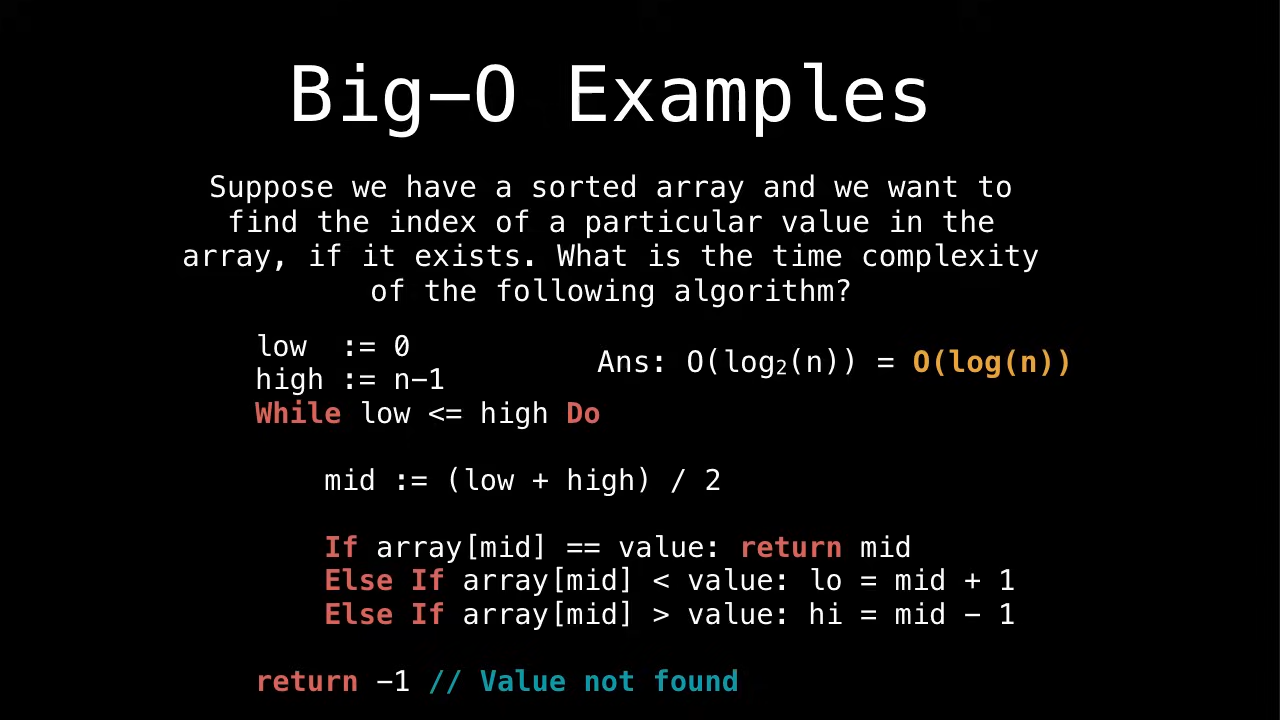 Big-O Examples
Suppose we have a sorted array and we want to
find the index of a particular value in the
array, if it exists. What is the time complexity
of the following algorithm?
low  := 0
high := n-1
Ans: O(log₂(n)) = O(log(n))
While low <= high Do
mid := (low + high) / 2
If array[mid] == value: return mid
Else If array[mid] < value: lo = mid + 1
Else If array[mid] > value: hi = mid - 1
return -1 // Value not found